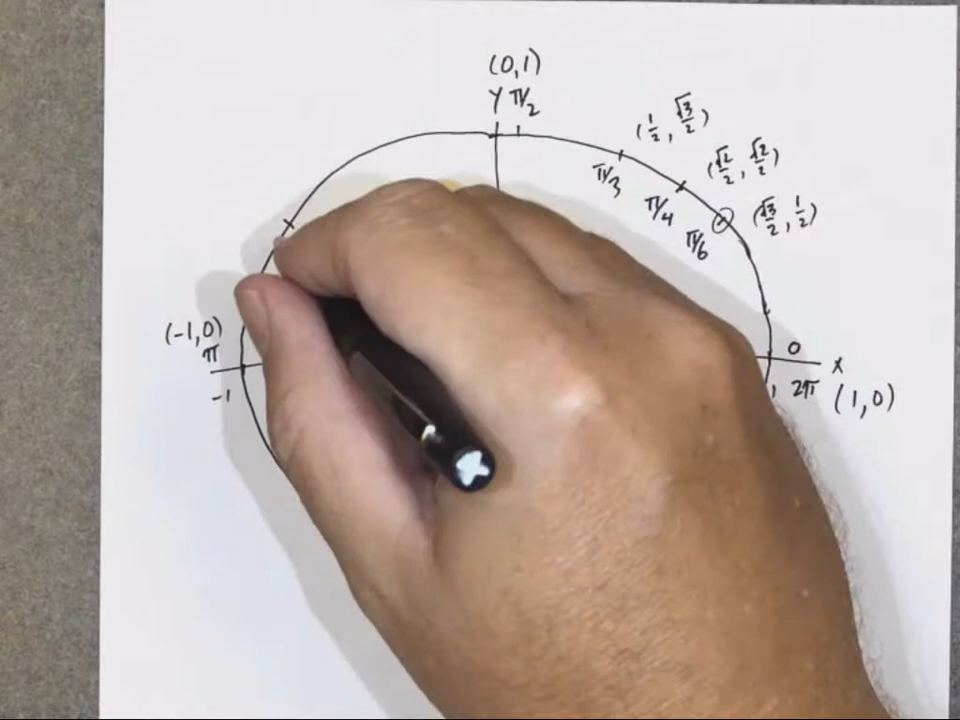 (0,1)
Y π/2
(1/2, √3/2)
π/3
(√2/2, √2/2)
π/4
(√3/2, 1/2)
π/6
(-1,0)
π
-1
0
x
1 2π (1,0)